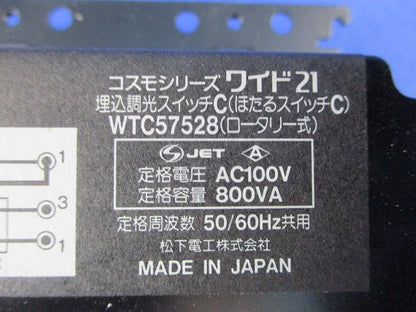 コスモシリーズ ワイド21
埋込調光スイッチC(ほたるスイッチC)
WTC57528(ロータリー式)
S JET A
定格電圧 AC100V
定格容量 800VA
定格周波数 50/60Hz共用
松下電工株式会社
MADE IN JAPAN
1
3
1